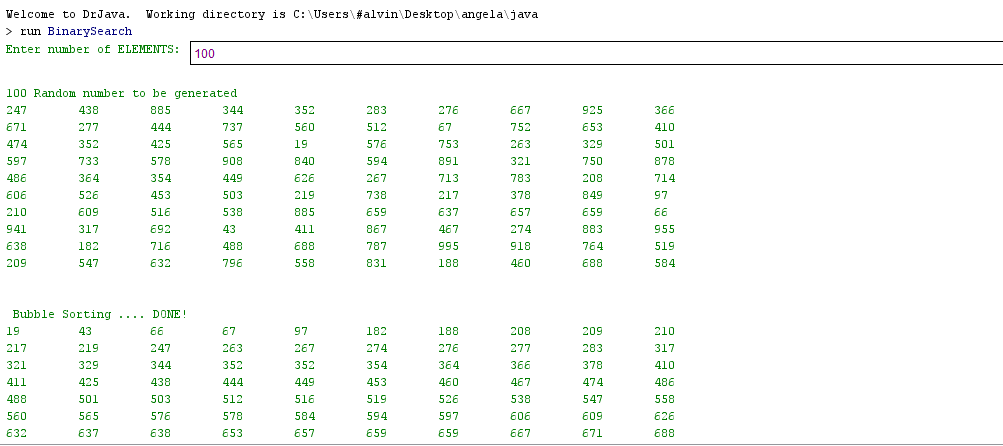 Welcome to DrJava.  Working directory is C:\Users\#alvin\Desktop\angela\java
> run BinarySearch
Enter number of ELEMENTS: 100
100 Random number to be generated
247 438 885 344 352 283 276 667 925 366
671 277 444 737 560 512 67 752 653 410
474 352 425 565 19 576 753 263 329 501
597 733 578 908 840 594 891 321 750 878
486 364 354 449 626 267 713 783 208 714
606 526 453 503 219 738 217 378 849 97
210 609 516 538 885 659 637 657 659 66
941 317 692 43 411 867 467 274 883 955
638 182 716 488 688 787 995 918 764 519
209 547 632 796 558 831 188 460 688 584
Bubble Sorting .... DONE!
19 43 66 67 97 182 188 208 209 210
217 219 247 263 267 274 276 277 283 317
321 329 344 352 352 354 364 366 378 410
411 425 438 444 449 453 460 467 474 486
488 501 503 512 516 519 526 538 547 558
560 565 576 578 584 594 597 606 609 626
632 637 638 653 657 659 659 667 671 688